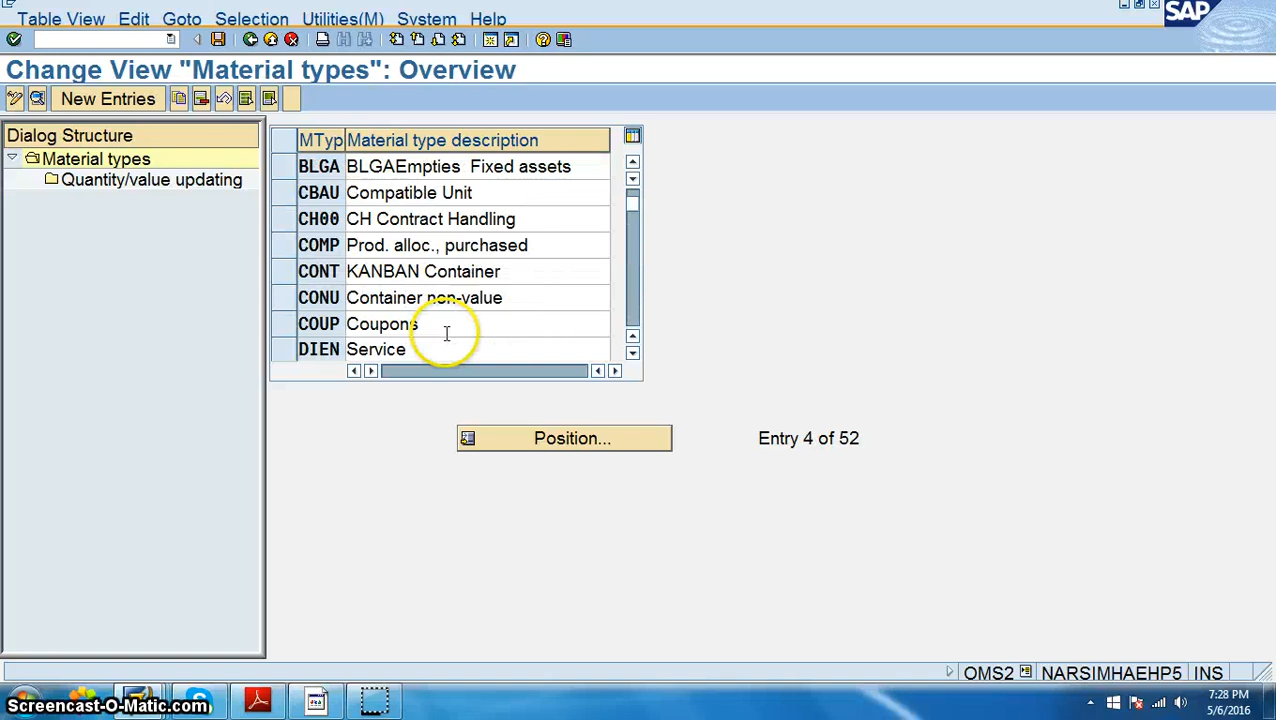 Table View Edit Goto Selection Utilities(M) System Help
SAP
Change View "Material types": Overview
New Entries
Dialog Structure
Material types
Quantity/value updating
MTyp Material type description
BLGA BLGAEmpties Fixed assets
CBAU Compatible Unit
CH00 CH Contract Handling
COMP Prod. alloc., purchased
CONT KANBAN Container
CONU Container non-value
COUP Coupons
DIEN Service
Position... Entry 4 of 52
OMS2 NARSIMHAEHP5 INS
Screencast-O-Matic.com
7:28 PM
5/6/2016